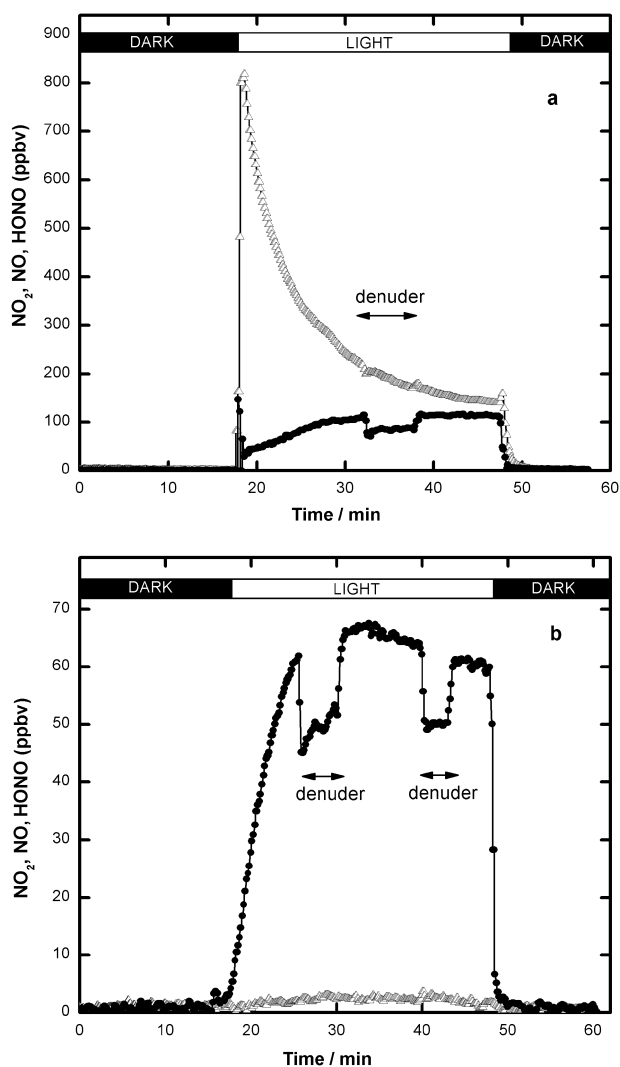 900
DARK LIGHT DARK
800
a
700
600
500
400
denuder
300
200
100
0
0 10 20 30 40 50 60
NO2, NO, HONO (ppbv)
Time / min
70
DARK LIGHT DARK
b
60
50
denuder denuder
40
30
20
10
0
0 10 20 30 40 50 60
NO2, NO, HONO (ppbv)
Time / min